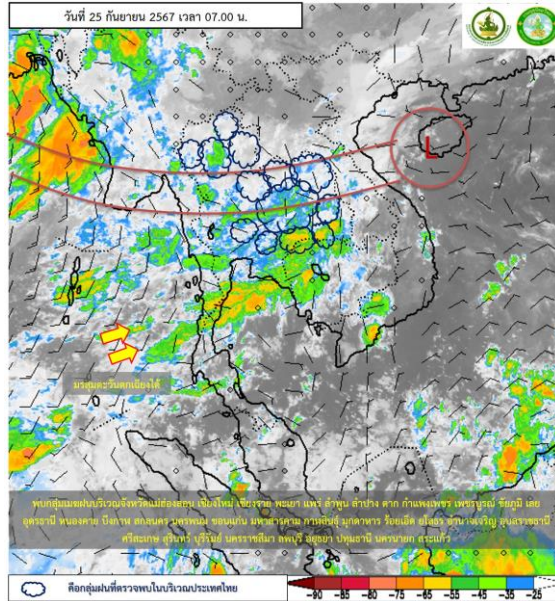 วันที่ 25 กันยายน 2567 เวลา 07.00 น.
L
มรสุมตะวันตกเฉียงใต้
พบกลุ่มเมฆฝนบริเวณจังหวัดแม่ฮ่องสอน เชียงใหม่ เชียงราย พะเยา แพร่ ลำพูน ลำปาง ตาก กำแพงเพชร เพชรบูรณ์ ชัยภูมิ เลย
อุดรธานี หนองคาย บึงกาฬ สกลนคร นครพนม ขอนแก่น มหาสารคาม กาฬสินธุ์ มุกดาหาร ร้อยเอ็ด ยโสธร อำนาจเจริญ อุบลราชธานี
ศรีสะเกษ สุรินทร์ บุรีรัมย์ นครราชสีมา ลพบุรี อยุธยา ปทุมธานี นครนายก สระแก้ว
คือกลุ่มฝนที่ตรวจพบในบริเวณประเทศไทย
-90 -85 -80 -75 -65 -55 -45 -35 -25